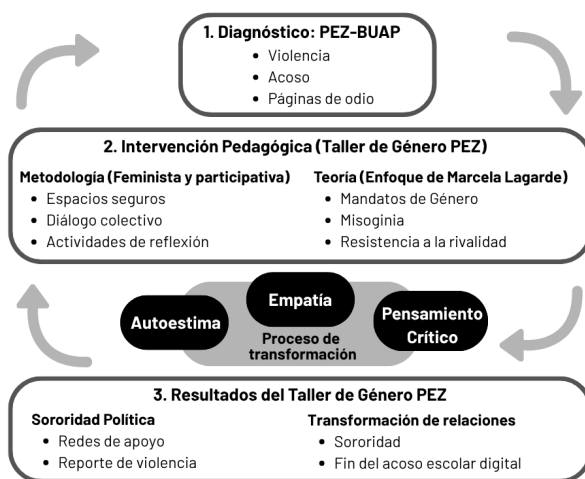 1. Diagnóstico: PEZ-BUAP
• Violencia
• Acoso
• Páginas de odio
2. Intervención Pedagógica (Taller de Género PEZ)
Metodología (Feminista y participativa)
• Espacios seguros
• Diálogo colectivo
• Actividades de reflexión
Teoría (Enfoque de Marcela Lagarde)
• Mandatos de Género
• Misoginia
• Resistencia a la rivalidad
Autoestima
Empatía
Pensamiento
Crítico
Proceso de
transformación
3. Resultados del Taller de Género PEZ
Sororidad Política
• Redes de apoyo
• Reporte de violencia
Transformación de relaciones
• Sororidad
• Fin del acoso escolar digital